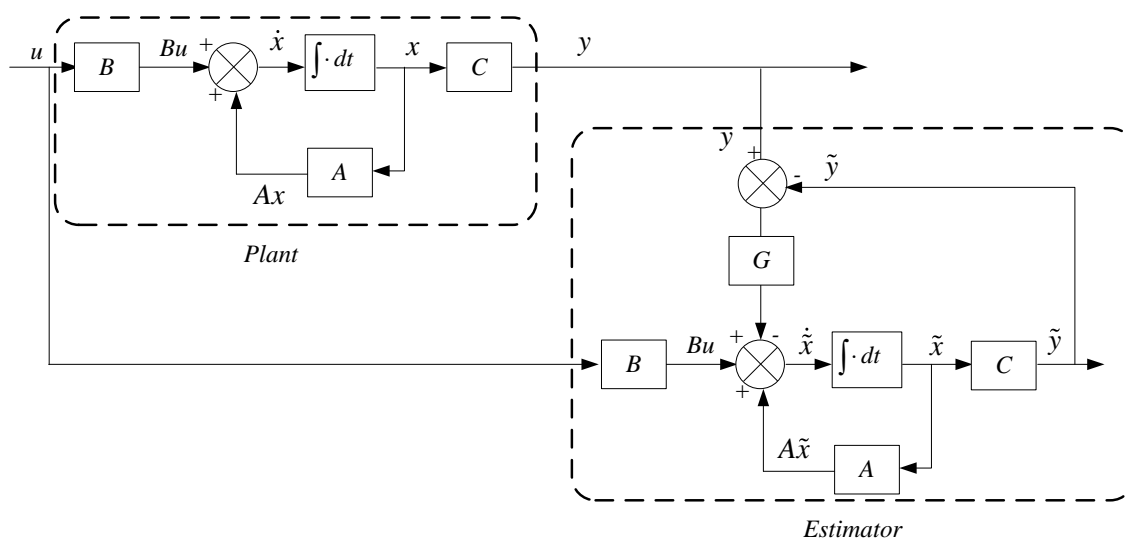 u
B
Bu
+
+
ẋ
∫· dt
x
C
y
A
Ax
Plant
y
+
-
ỹ
G
B
Bu
+
-
+
x̃̇
∫· dt
x̃
C
ỹ
A
Ax̃
Estimator